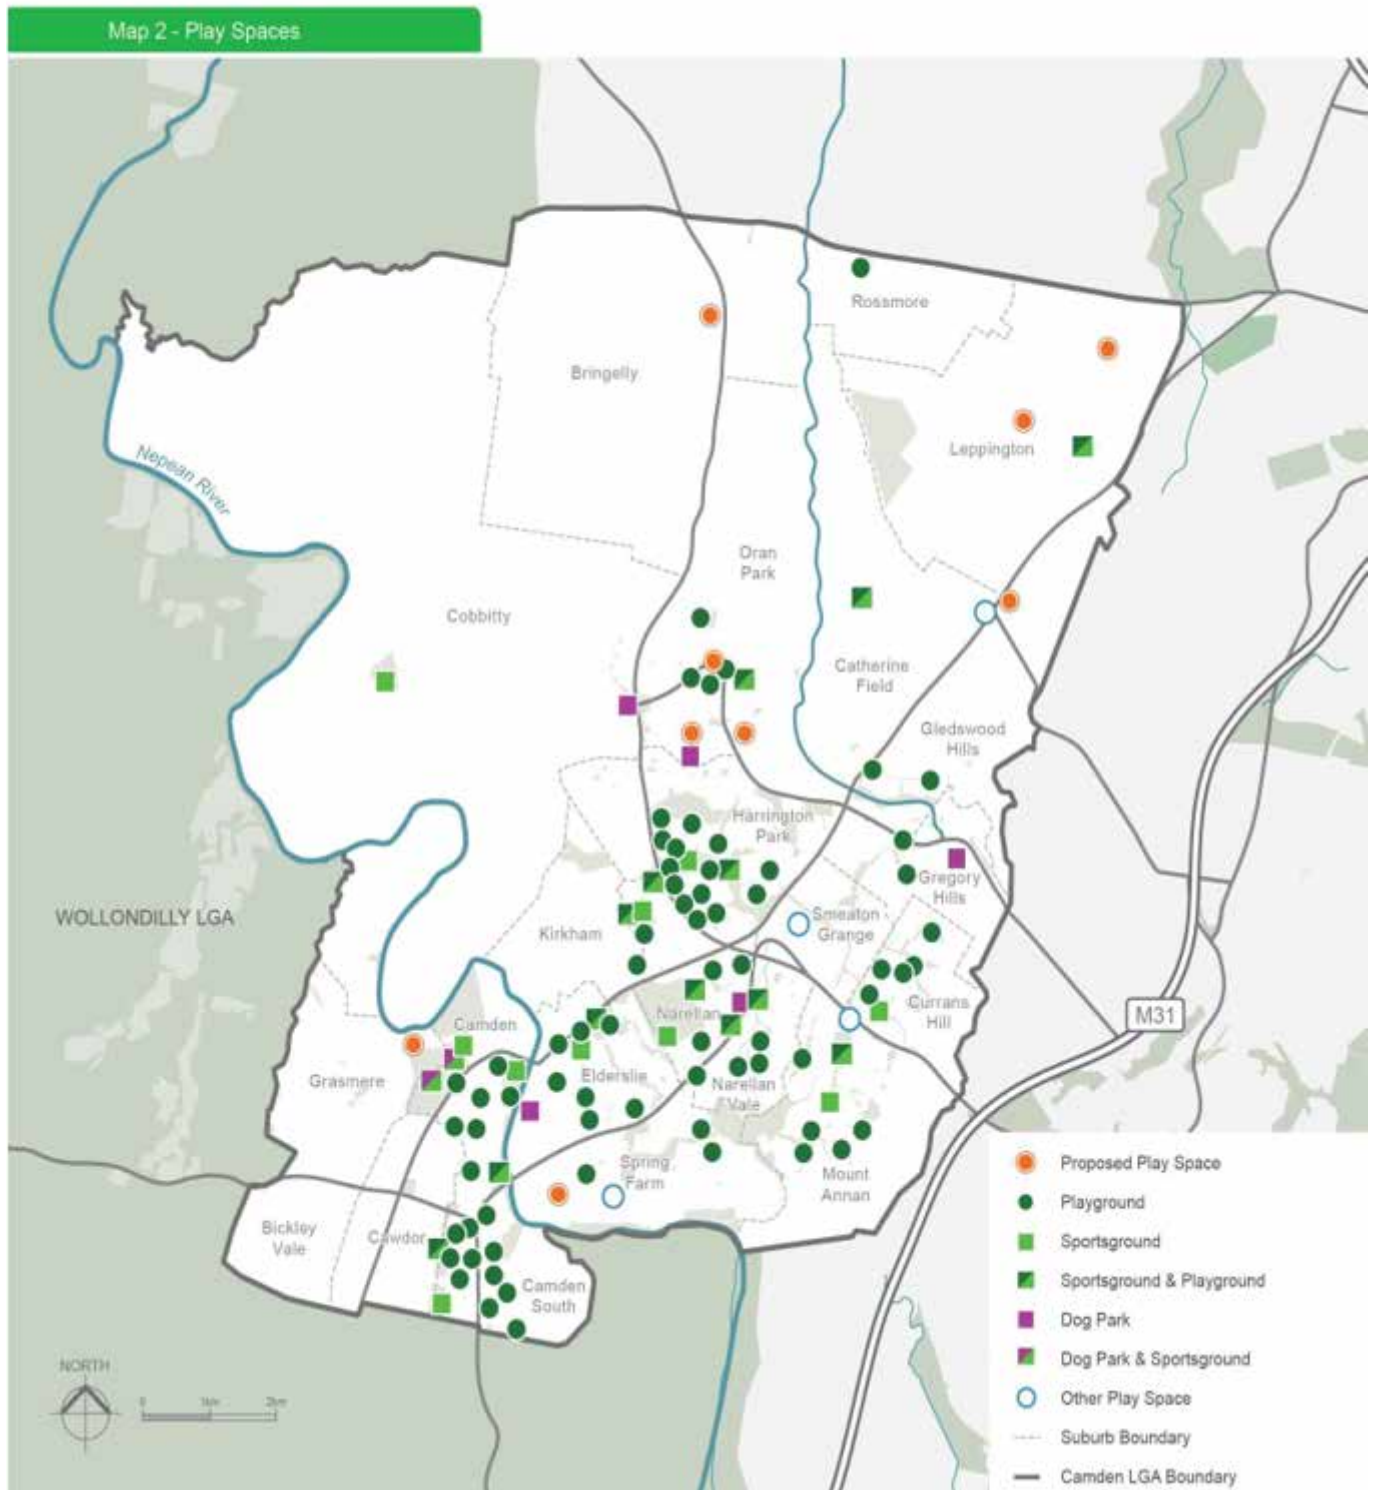 Map 2 - Play Spaces
Rossmore
Bringelly
Leppington
Nepean River
Oran
Park
Cobbitty
Catherine
Field
Gledswood
Hills
Harrington
Park
Gregory
Hills
WOLLONDILLY LGA
Kirkham
Smeaton
Grange
Currans
Hill
M31
Camden
Narellan
Grasmere
Elderslie
Narellan
Vale
Spring
Farm
Mount
Annan
Bickley
Vale
Cawdor
Camden
South
NORTH
0 1km 2km
Proposed Play Space
Playground
Sportsground
Sportsground & Playground
Dog Park
Dog Park & Sportsground
Other Play Space
Suburb Boundary
Camden LGA Boundary